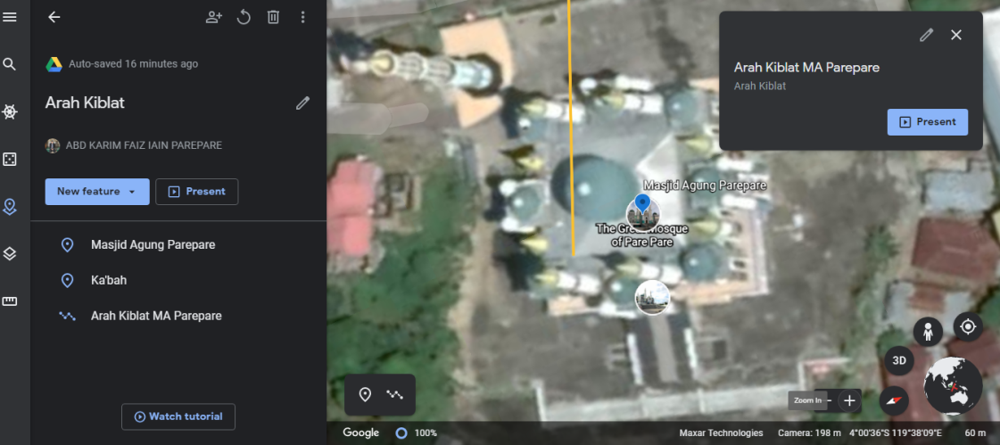 Auto-saved 16 minutes ago
Arah Kiblat
ABD KARIM FAIZ IAIN PAREPARE
New feature
Present
Masjid Agung Parepare
Ka'bah
Arah Kiblat MA Parepare
Watch tutorial
Arah Kiblat MA Parepare
Arah Kiblat
Present
Masjid Agung Parepare
The Great Mosque
of Pare Pare
3D
Zoom In
Google
100%
Maxar Technologies
Camera: 198 m
4°00'36"S 119°38'09"E
60 m